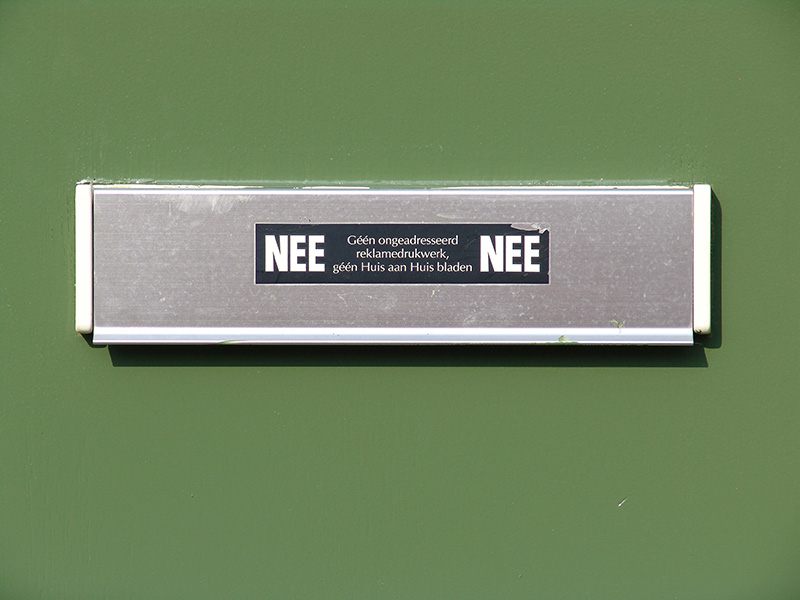 NEE
Géén ongeadresseerd
reklamedrukwerk,
géén Huis aan Huis bladen
NEE